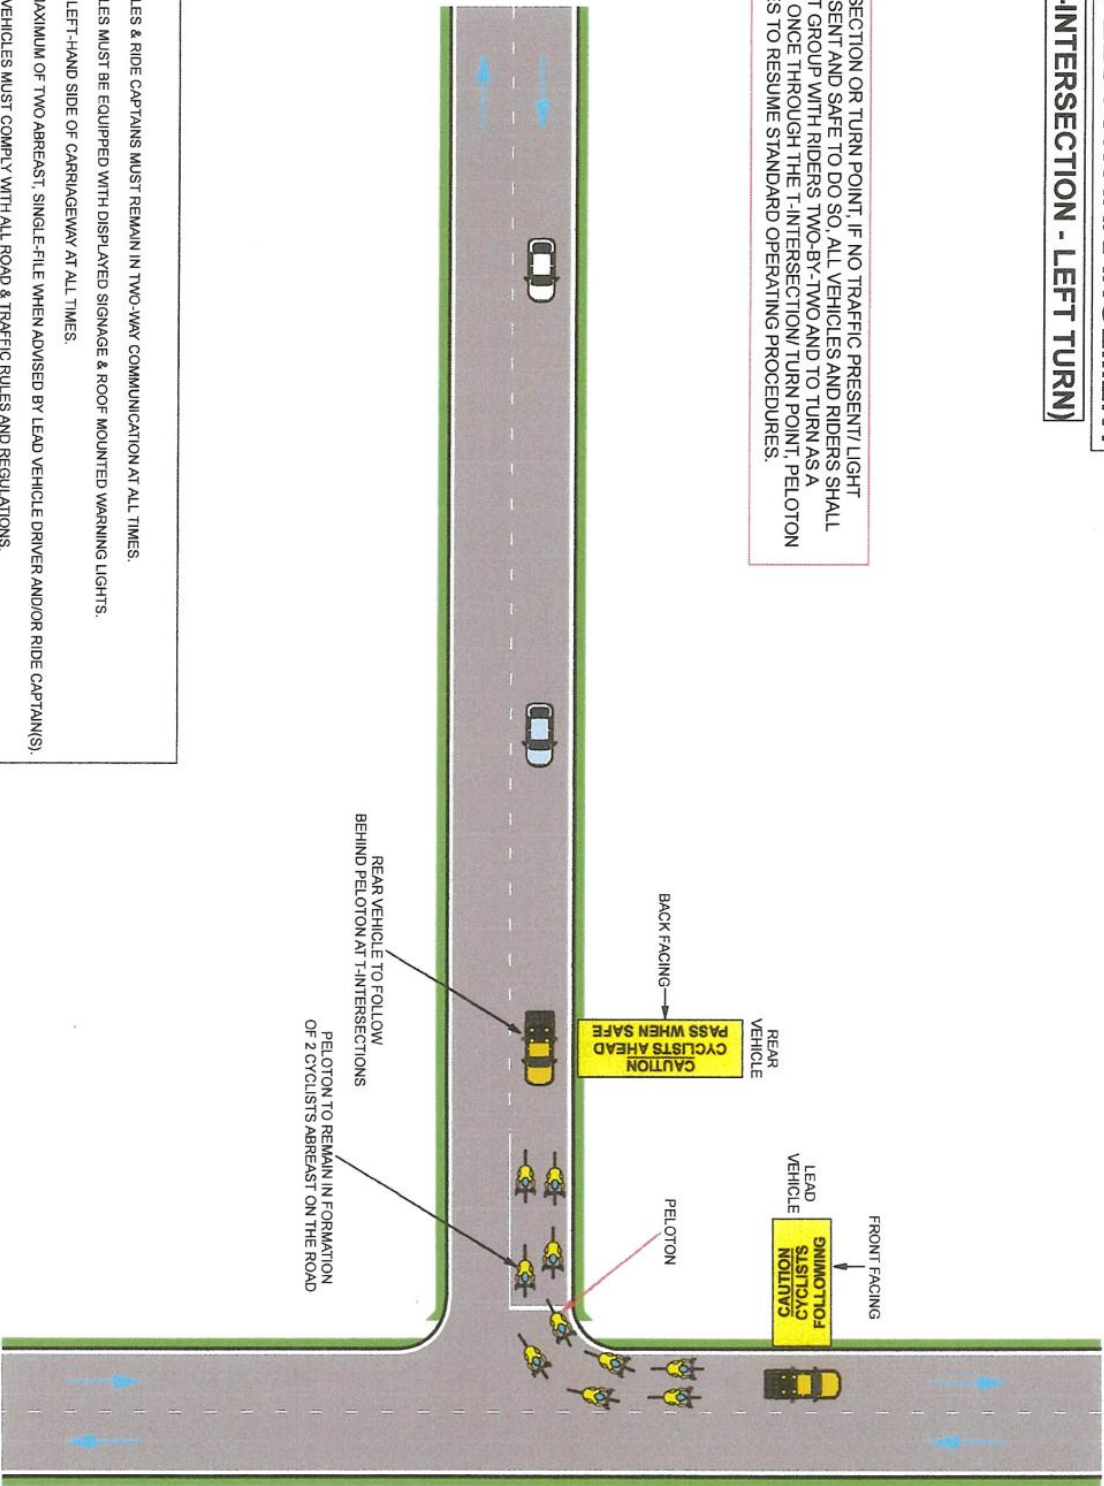 -INTERSECTION - LEFT TURN)
SECTION OR TURN POINT, IF NO TRAFFIC PRESENT/ LIGHT
SENT AND SAFE TO DO SO, ALL VEHICLES AND RIDERS SHALL
T GROUP WITH RIDERS TWO-BY-TWO AND TO TURN AS A
ONCE THROUGH THE T-INTERSECTION/ TURN POINT, PELOTON
ES TO RESUME STANDARD OPERATING PROCEDURES.
FRONT FACING
LEAD
VEHICLE
CAUTION
CYCLISTS
FOLLOWING
REAR
VEHICLE
BACK FACING
CAUTION
CYCLISTS AHEAD
PASS WHEN SAFE
PELOTON
REAR VEHICLE TO FOLLOW
BEHIND PELOTON AT T-INTERSECTIONS
PELOTON TO REMAIN IN FORMATION
OF 2 CYCLISTS ABREAST ON THE ROAD
LES & RIDE CAPTAINS MUST REMAIN IN TWO-WAY COMMUNICATION AT ALL TIMES.
LES MUST BE EQUIPPED WITH DISPLAYED SIGNAGE & ROOF MOUNTED WARNING LIGHTS.
LEFT-HAND SIDE OF CARRIAGEWAY AT ALL TIMES.
MAXIMUM OF TWO ABREAST, SINGLE-FILE WHEN ADVISED BY LEAD VEHICLE DRIVER AND/OR RIDE CAPTAIN(S).
VEHICLES MUST COMPLY WITH ALL ROAD & TRAFFIC RULES AND REGULATIONS.